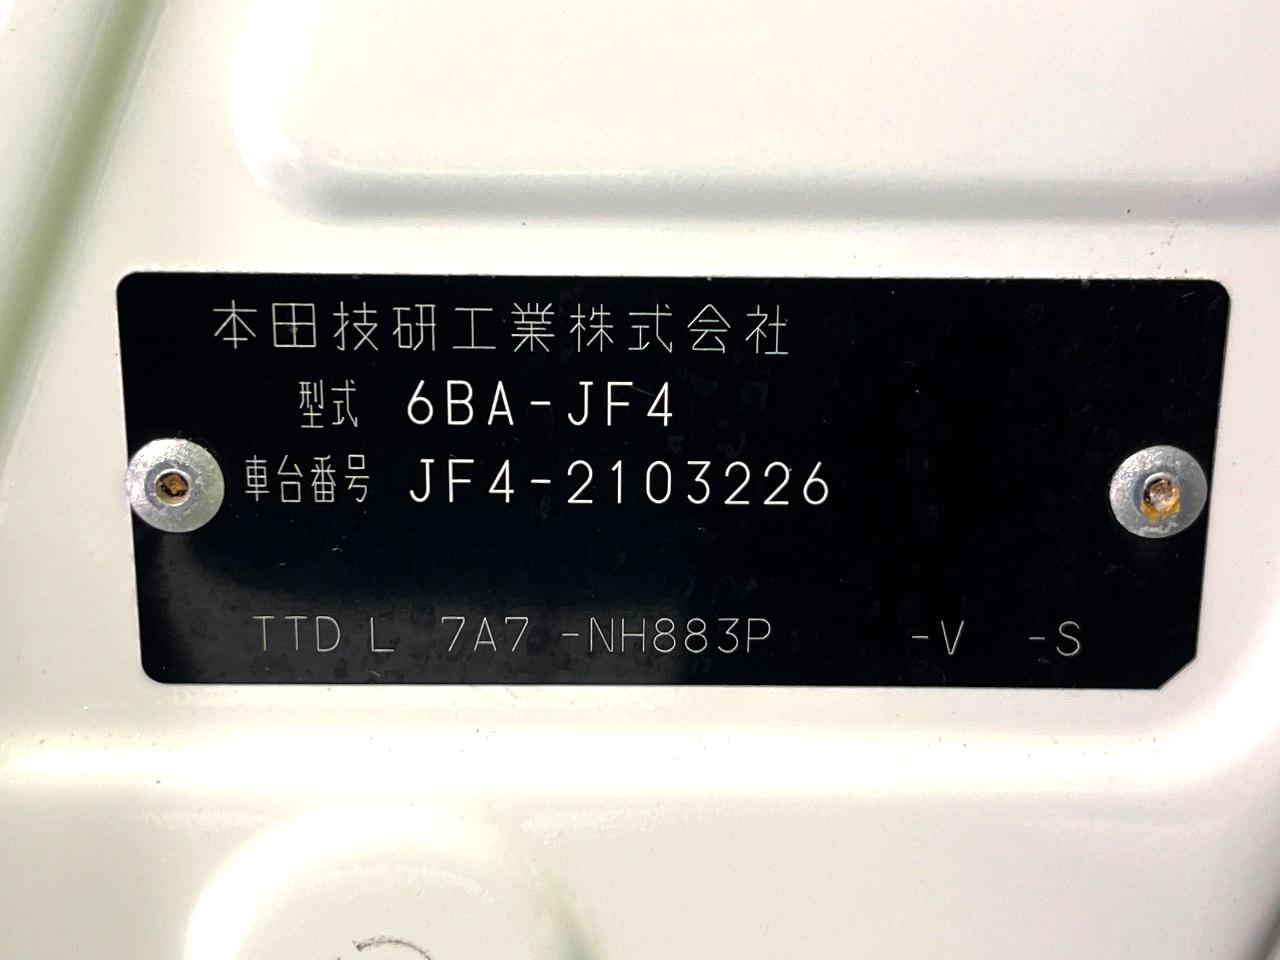 本田技研工業株式会社
型式 6BA-JF4
車台番号 JF4-2103226
TTD L 7A7 -NH883P -V -S